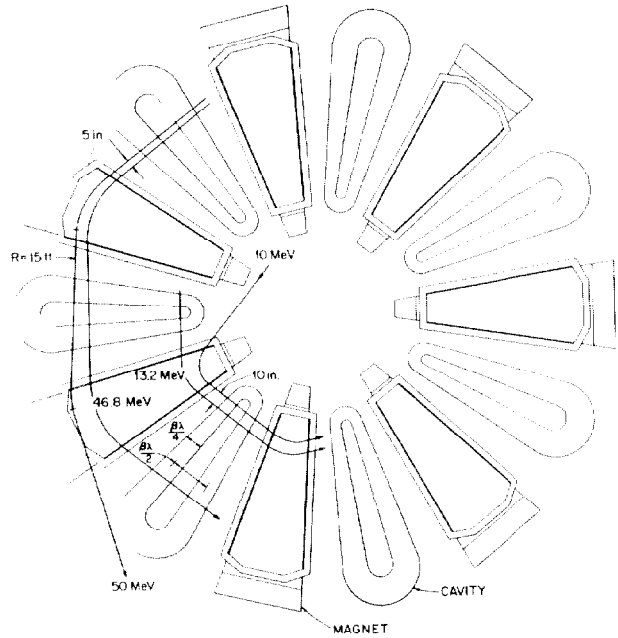 5 in
R=15 ft
10 MeV
13.2 MeV
10 in.
46.8 MeV
βλ
4
βλ
2
50 MeV
CAVITY
MAGNET